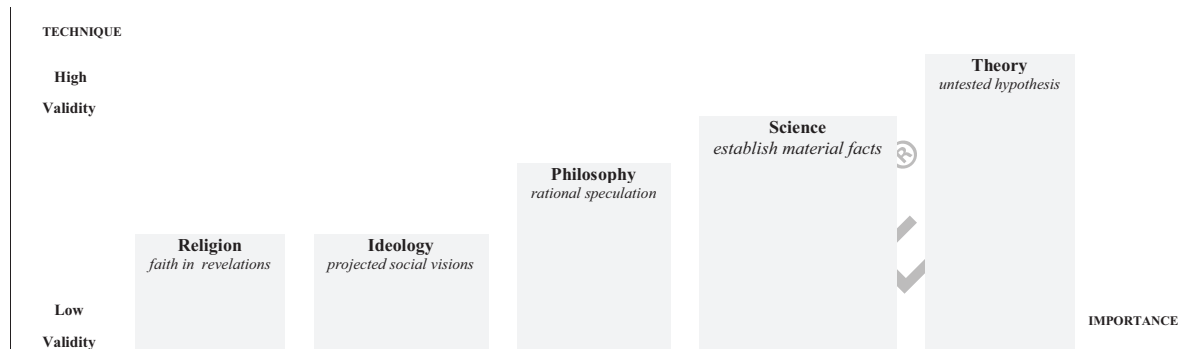 TECHNIQUE
High
Validity
Theory
untested hypothesis
Science
establish material facts
®
Philosophy
rational speculation
Religion
faith in revelations
Ideology
projected social visions
Low
Validity
IMPORTANCE